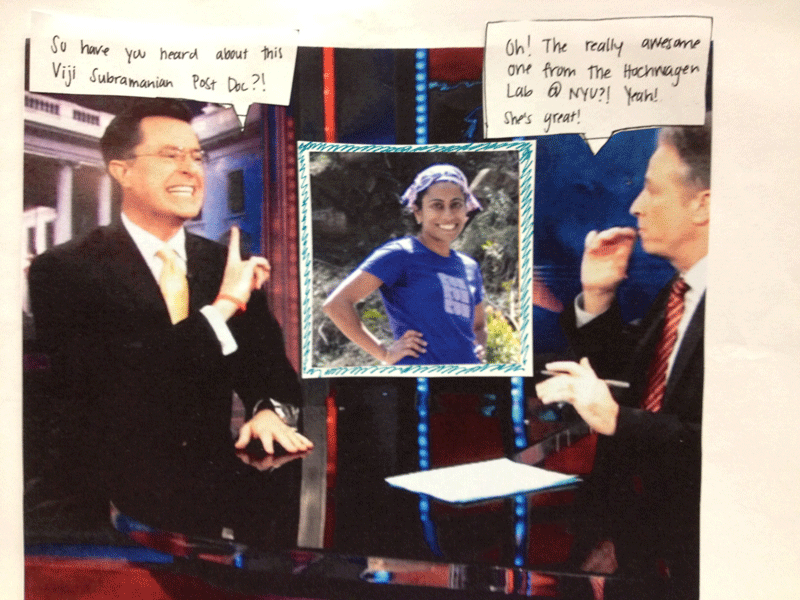 So have you heard about this
Viji Subramanian Post Doc?!
Oh! The really awesome
one from The Hochwagen
Lab @ NYU?! Yeah!
She's great!